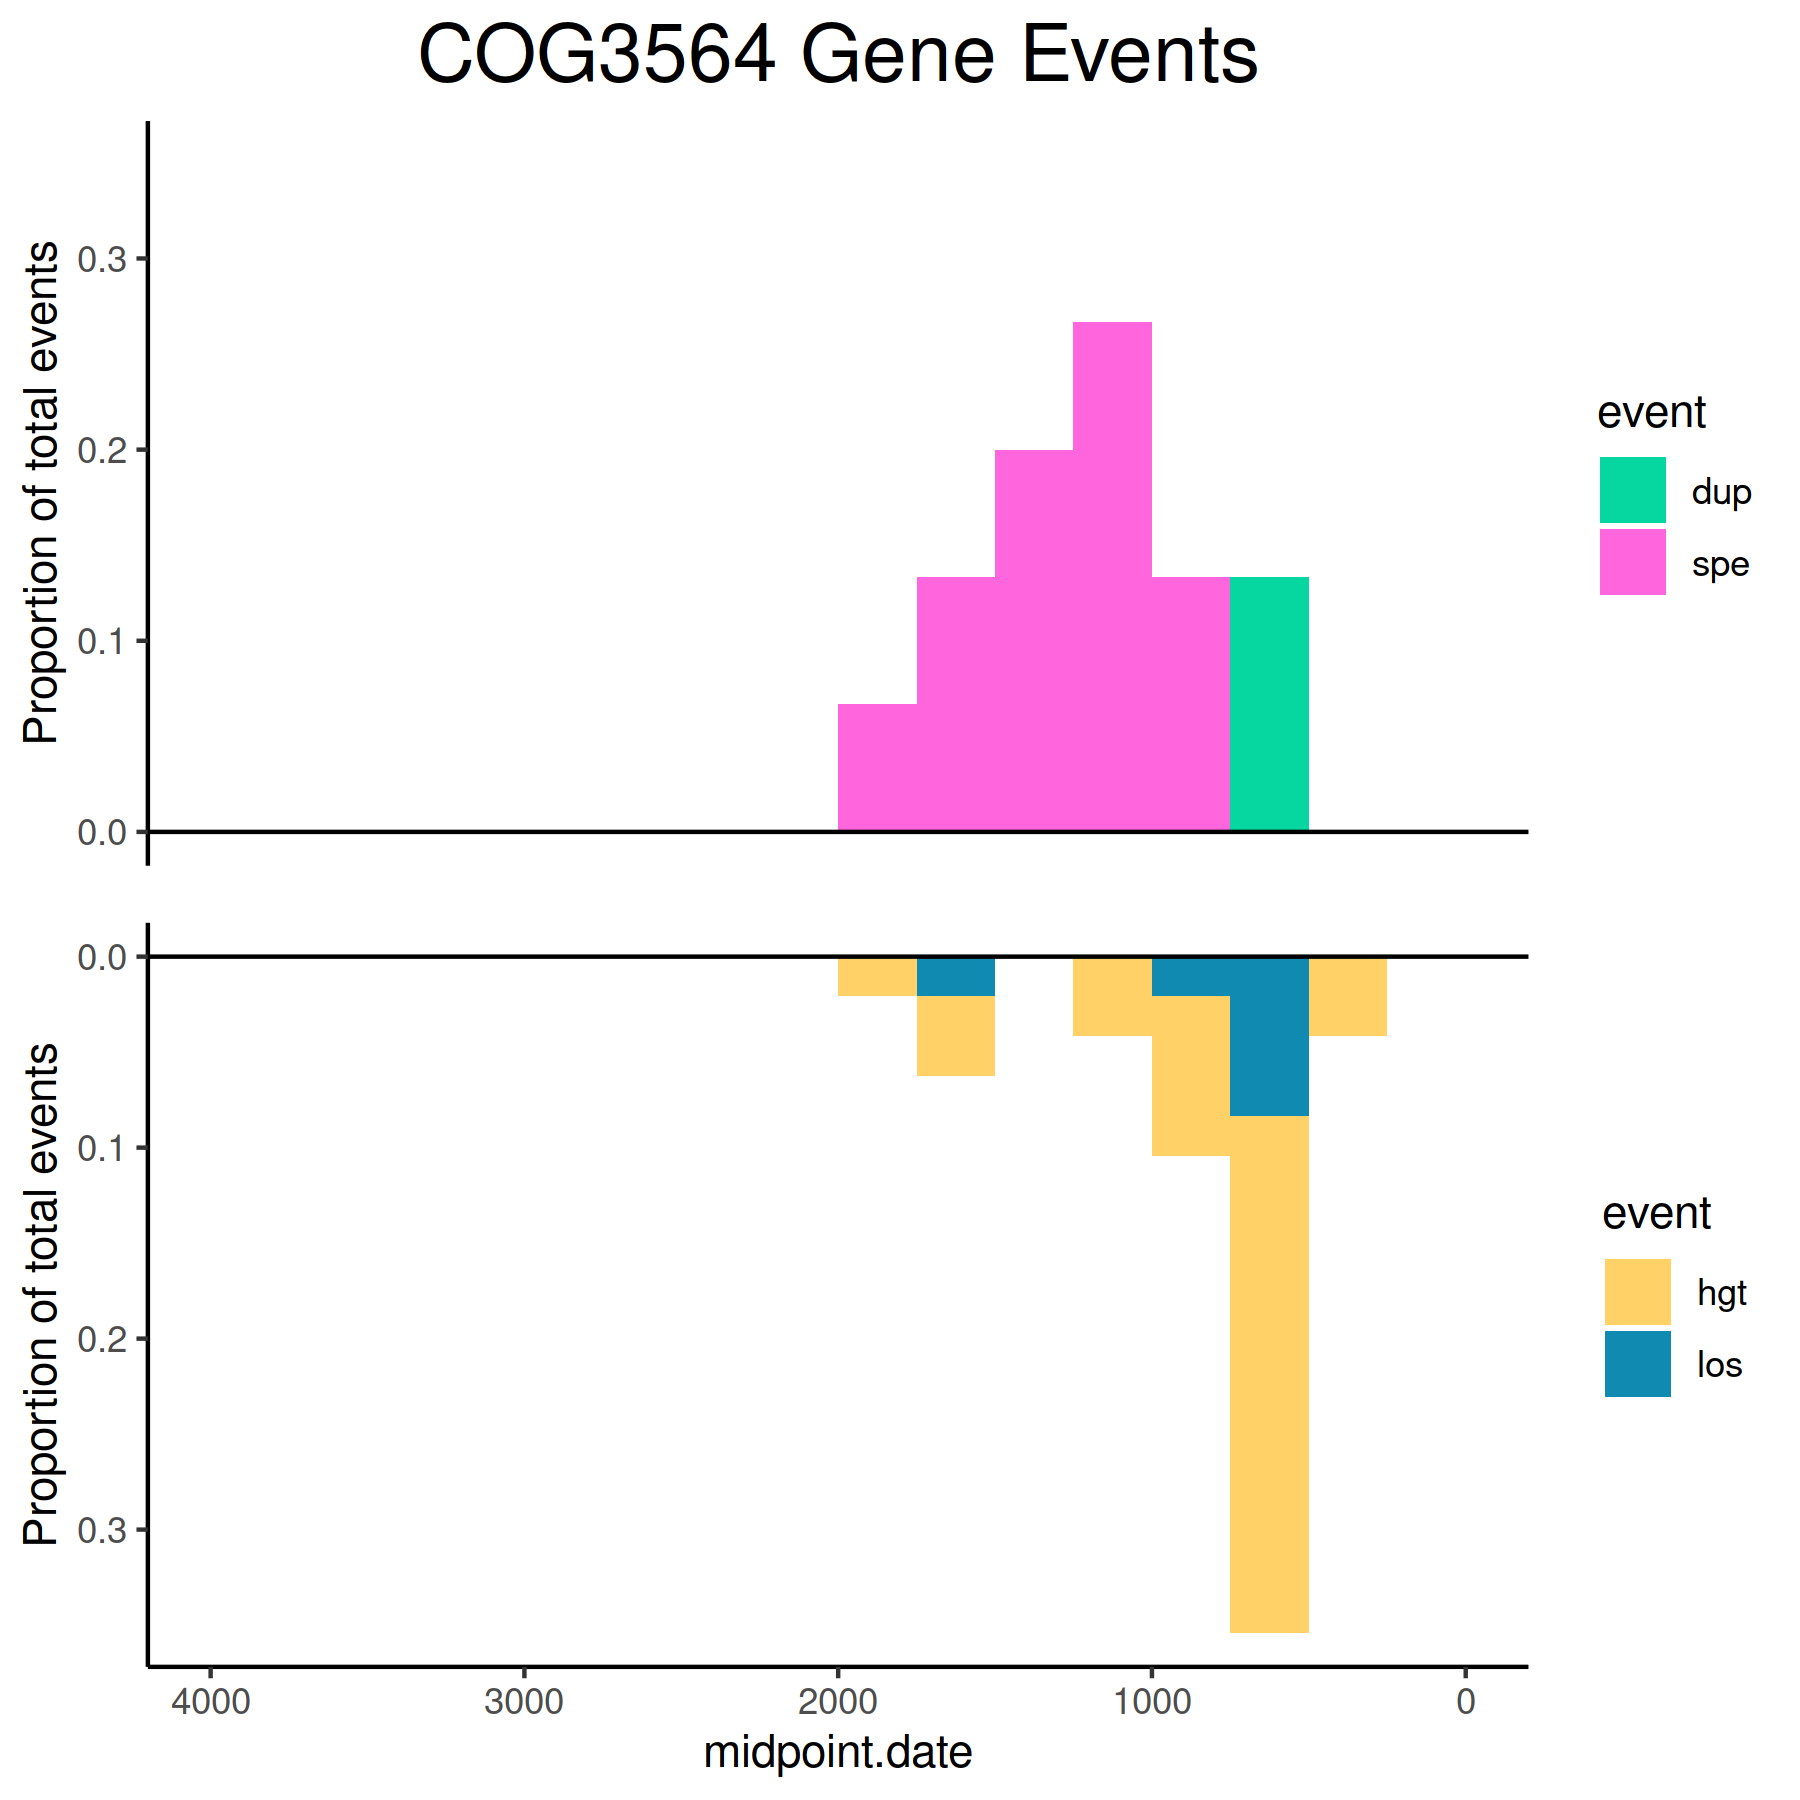 COG3564 Gene Events
Proportion of total events
0.3
0.2
0.1
0.0
event
dup
spe
Proportion of total events
0.0
0.1
0.2
0.3
event
hgt
los
4000 3000 2000 1000 0
midpoint.date